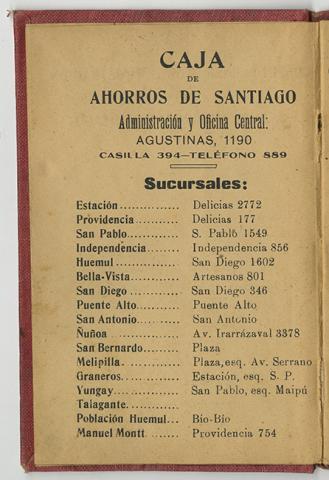 CAJA
DE
AHORROS DE SANTIAGO
Administración y Oficina Central:
AGUSTINAS, 1190
CASILLA 394—TELÉFONO 889
Sucursales:
Estación.............. Delicias 2772
Providencia............ Delicias 177
San Pablo............. S. Pabló 1549
Independencia....... Independencia 856
Huemul............... San Diego 1602
Bella-Vista............ Artesanos 801
San Diego............ San Diego 346
Puente Alto.......... Puente Alto
San Antonio......... San Antonio
Ñuñoa................. Av. Irarrázaval 3378
San Bernardo........ Plaza
Melipilla.............. Plaza, esq. Av. Serrano
Graneros.............. Estación, esq. S. P.
Yungay................ San Pablo, esq. Maipú
Talagante.............
Población Huemul... Bío-Bío
Manuel Montt....... Providencia 754